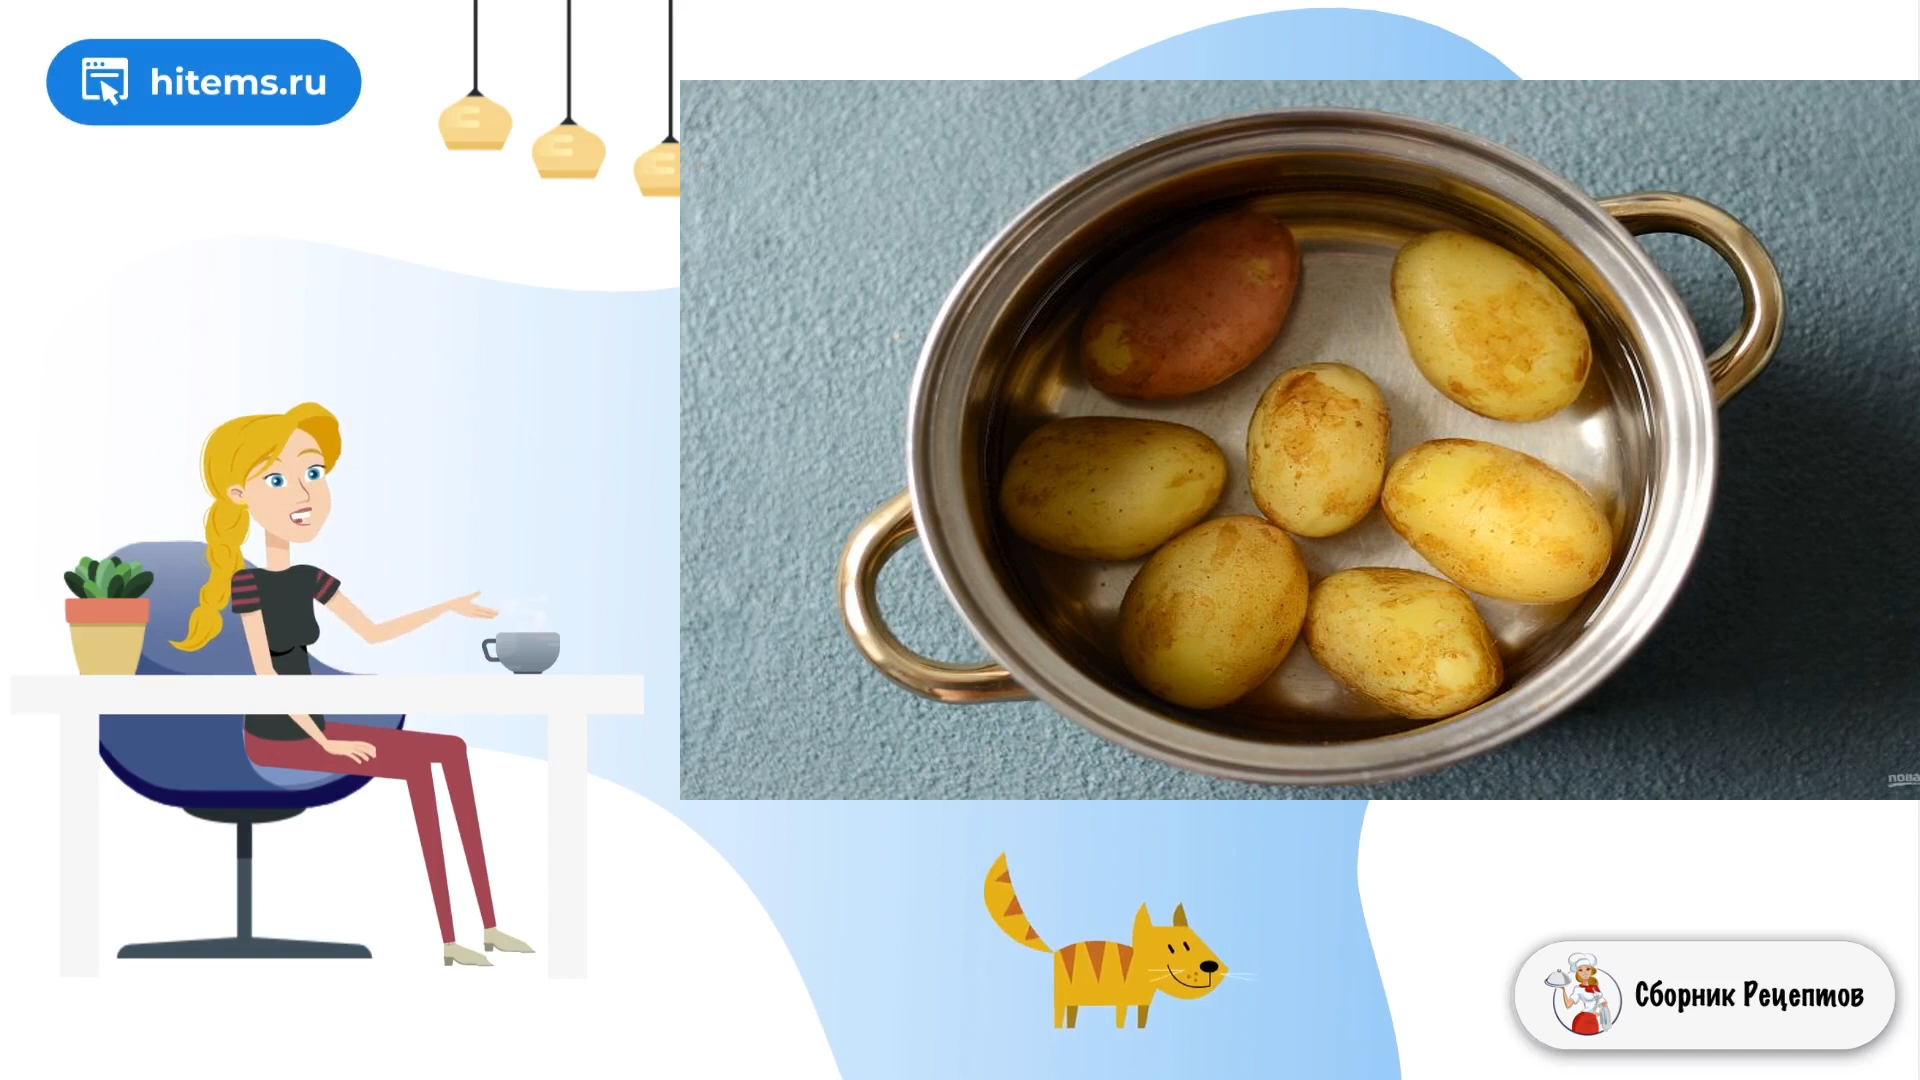 hitems.ru
Сборник Рецептов